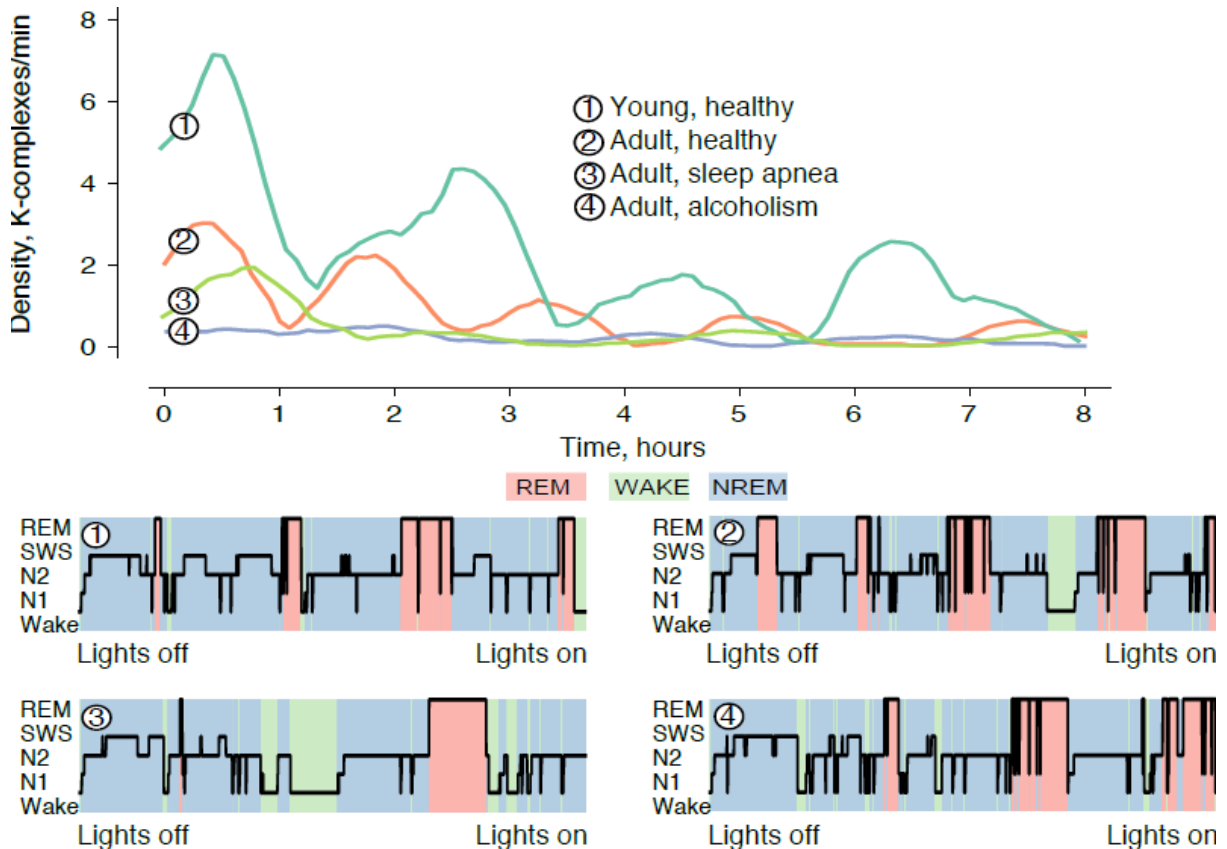 Density, K-complexes/min
8
6
4
2
0
① Young, healthy
② Adult, healthy
③ Adult, sleep apnea
④ Adult, alcoholism
①
②
③
④
0 1 2 3 4 5 6 7 8
Time, hours
REM WAKE NREM
①
REM
SWS
N2
N1
Wake
Lights off Lights on
②
REM
SWS
N2
N1
Wake
Lights off Lights on
③
REM
SWS
N2
N1
Wake
Lights off Lights on
④
REM
SWS
N2
N1
Wake
Lights off Lights on